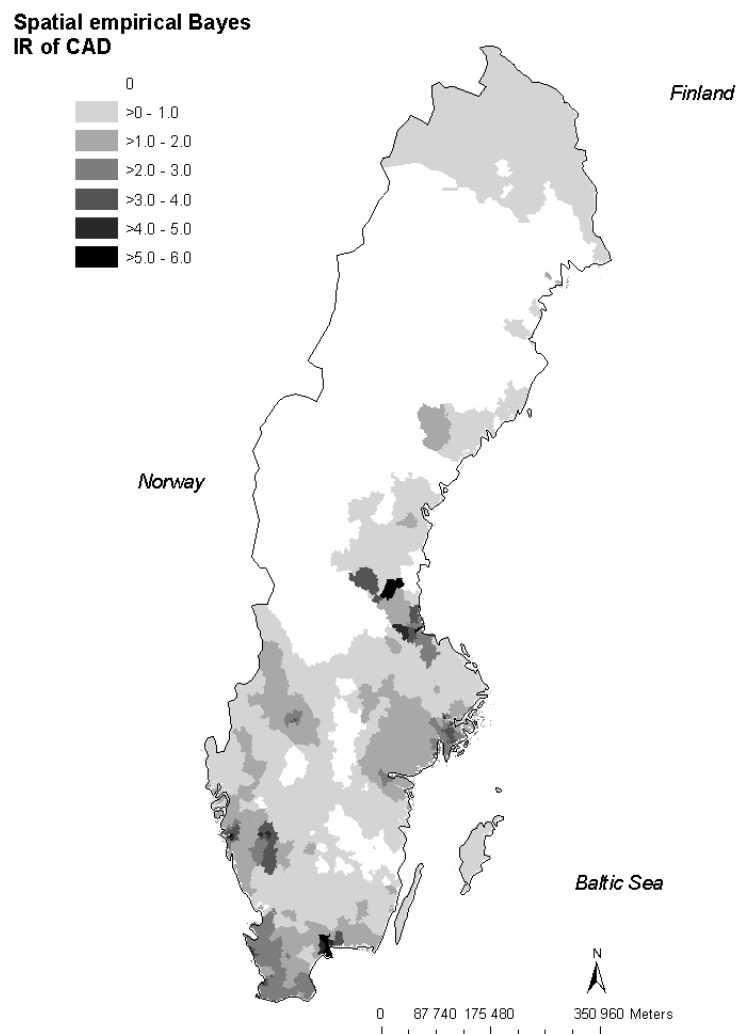 Spatial empirical Bayes
IR of CAD
0
>0 - 1.0
>1.0 - 2.0
>2.0 - 3.0
>3.0 - 4.0
>4.0 - 5.0
>5.0 - 6.0
Finland
Norway
Baltic Sea
N
0 87 740 175 480 350 960 Meters